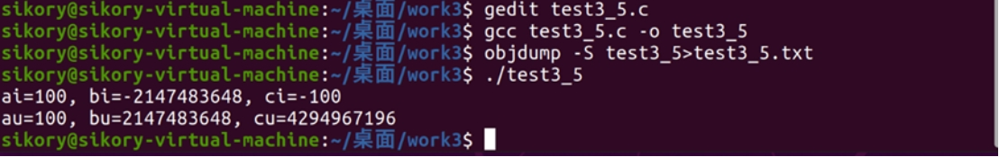 sikory@sikory-virtual-machine:~/桌面/work3$ gedit test3_5.c
sikory@sikory-virtual-machine:~/桌面/work3$ gcc test3_5.c -o test3_5
sikory@sikory-virtual-machine:~/桌面/work3$ objdump -S test3_5>test3_5.txt
sikory@sikory-virtual-machine:~/桌面/work3$ ./test3_5
ai=100, bi=-2147483648, ci=-100
au=100, bu=2147483648, cu=4294967196
sikory@sikory-virtual-machine:~/桌面/work3$